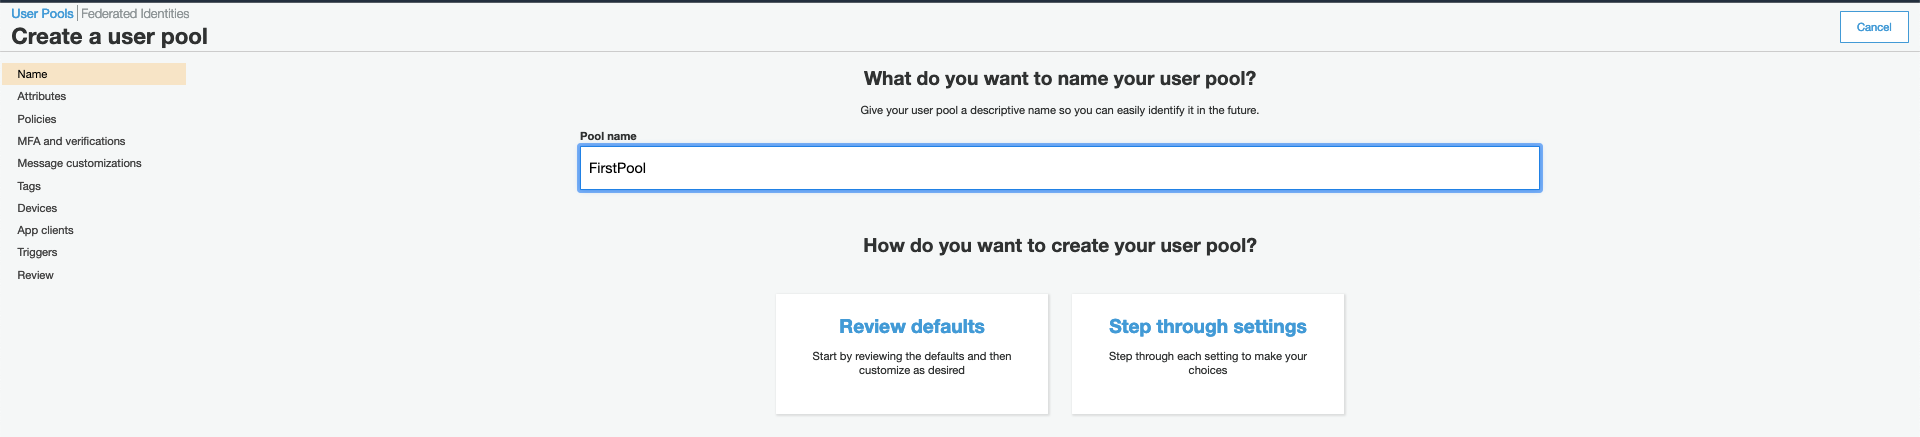 User Pools | Federated Identities
Create a user pool
Cancel
Name
Attributes
Policies
MFA and verifications
Message customizations
Tags
Devices
App clients
Triggers
Review
What do you want to name your user pool?
Give your user pool a descriptive name so you can easily identify it in the future.
Pool name
FirstPool
How do you want to create your user pool?
Review defaults
Start by reviewing the defaults and then
customize as desired
Step through settings
Step through each setting to make your
choices